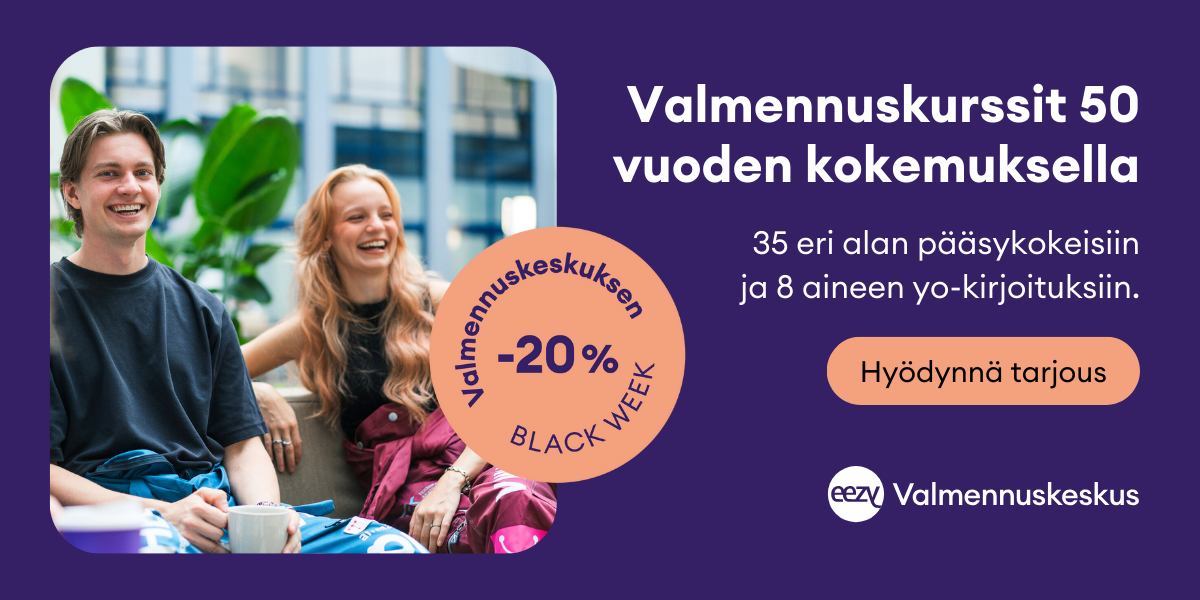 Valmennuskurssit 50
vuoden kokemuksella
35 eri alan pääsykokeisiin
ja 8 aineen yo-kirjoituksiin.
Hyödynnä tarjous
Valmennuskeskuksen
-20 %
BLACK WEEK
eezy Valmennuskeskus